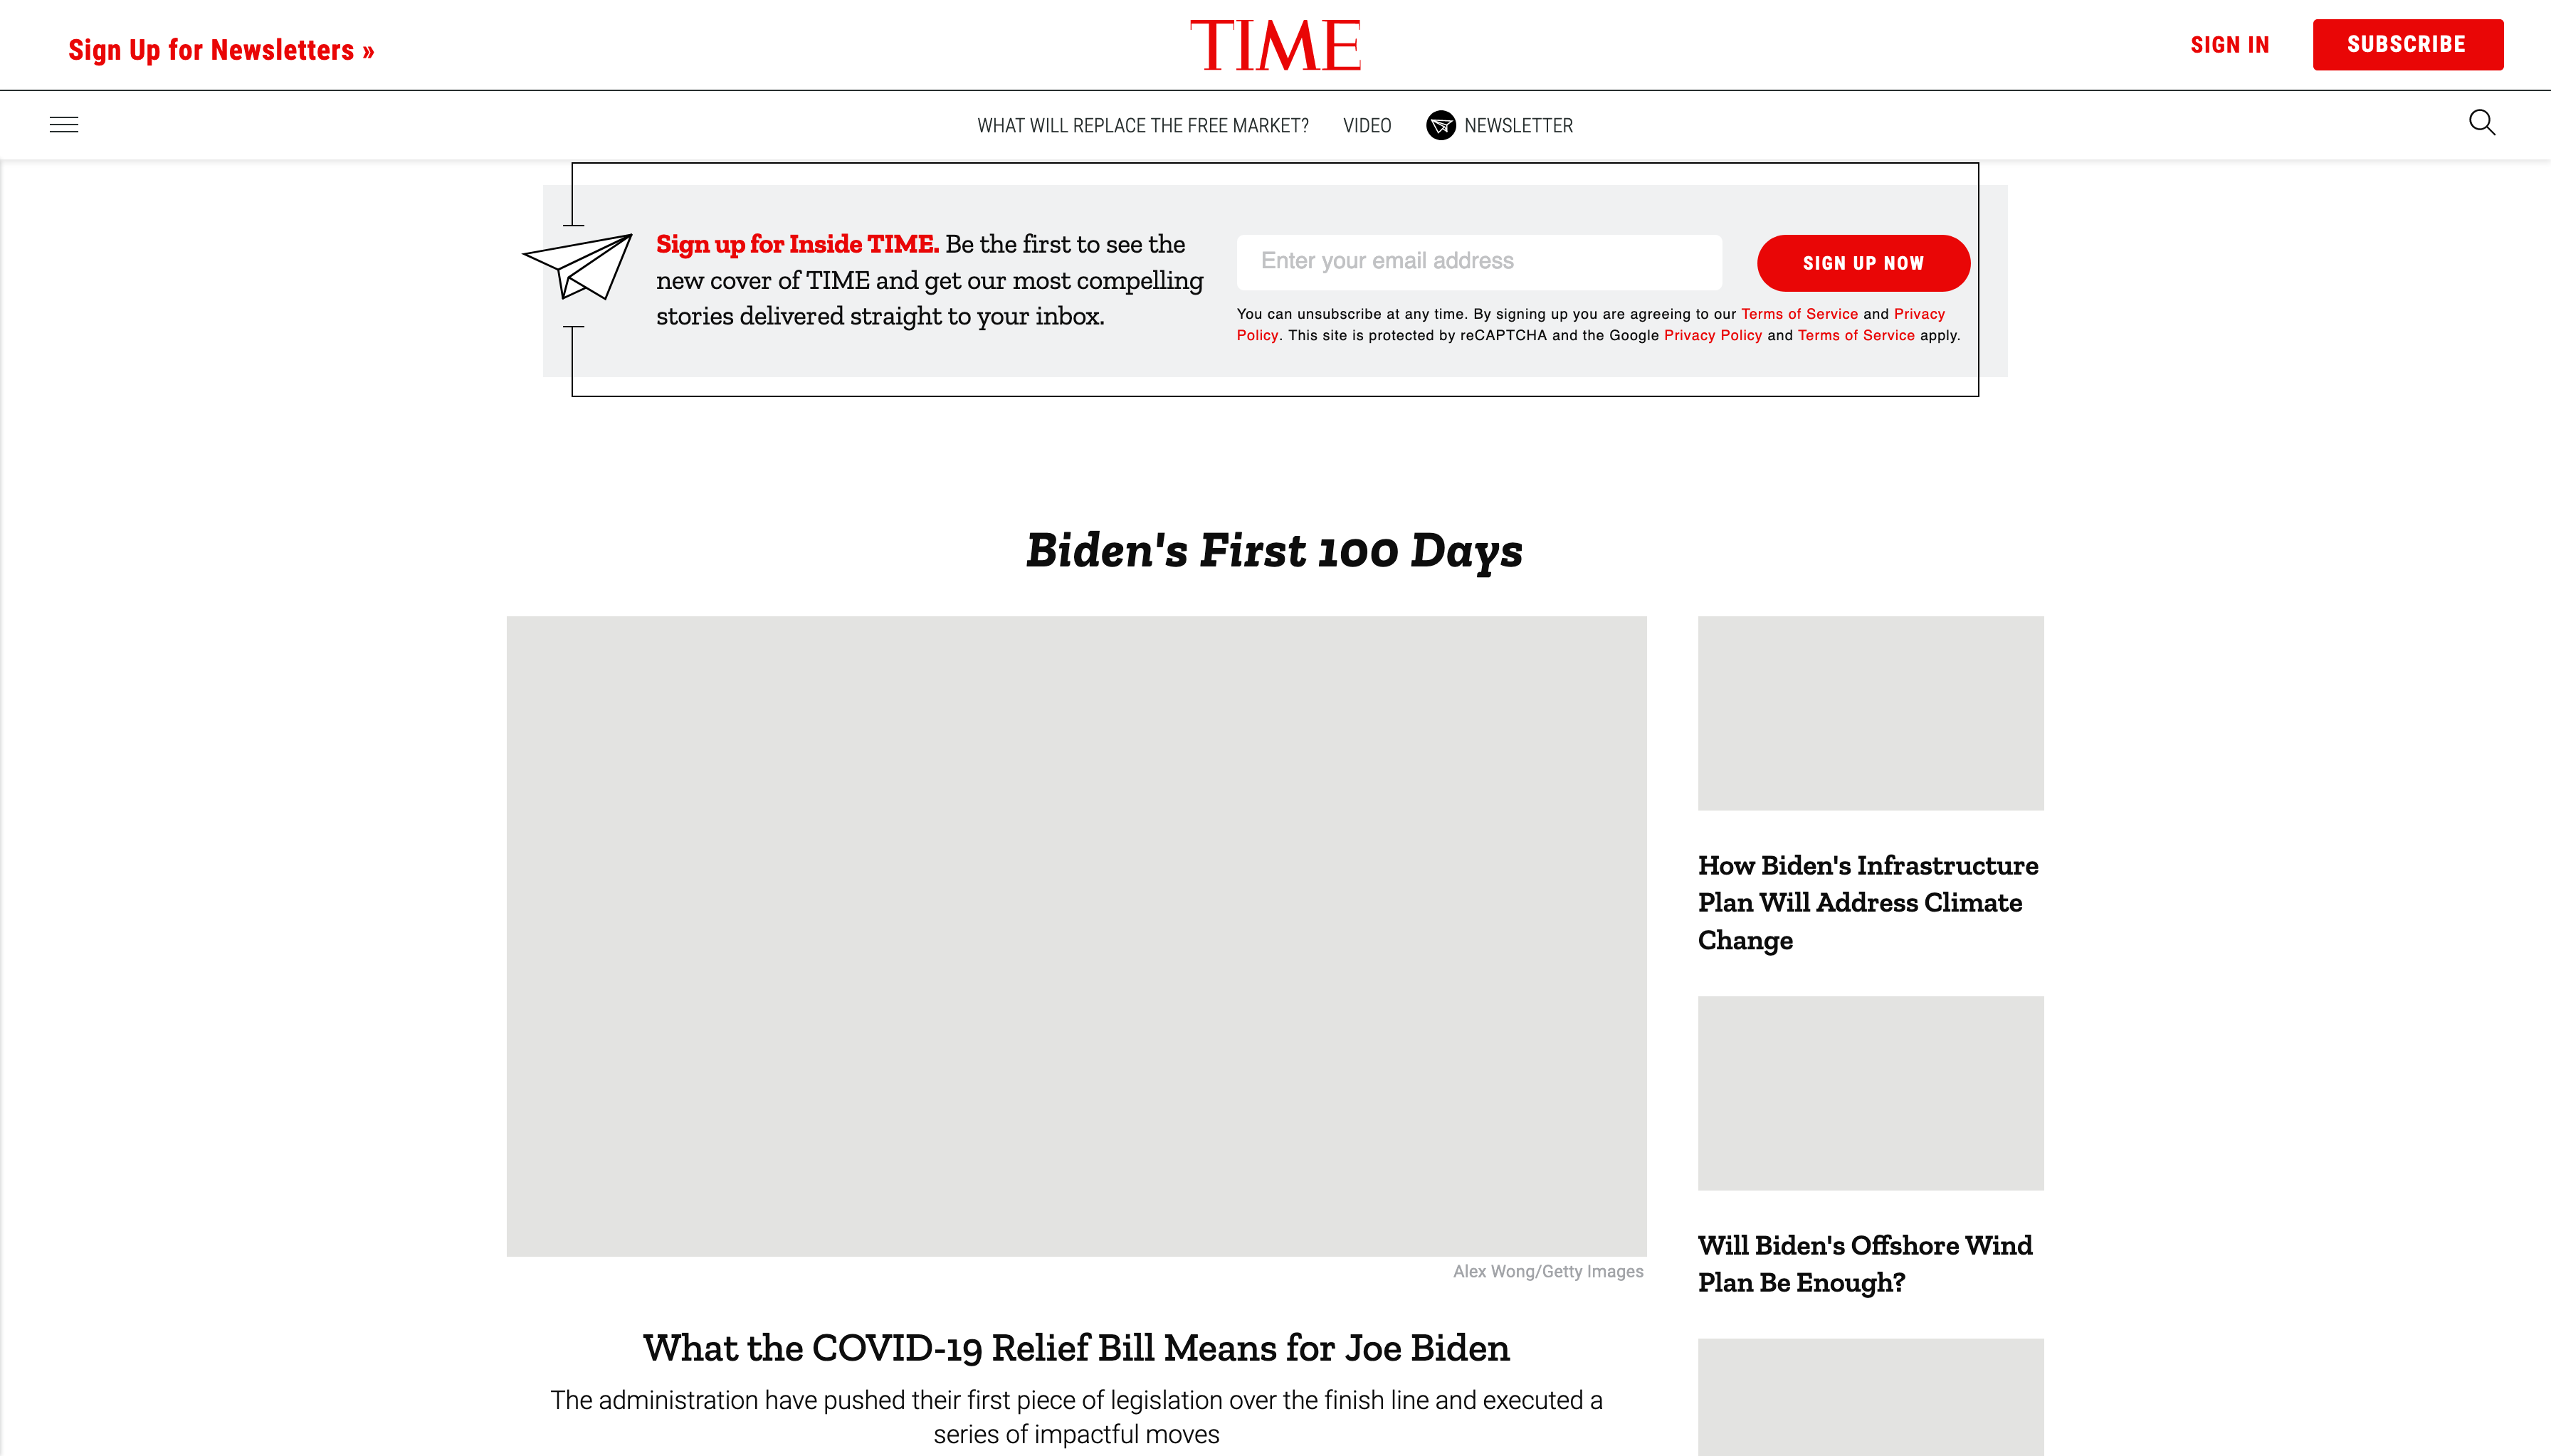 Sign Up for Newsletters »
TIME
SIGN IN
SUBSCRIBE
WHAT WILL REPLACE THE FREE MARKET?
VIDEO
NEWSLETTER
Sign up for Inside TIME. Be the first to see the
new cover of TIME and get our most compelling
stories delivered straight to your inbox.
Enter your email address
SIGN UP NOW
You can unsubscribe at any time. By signing up you are agreeing to our Terms of Service and Privacy
Policy. This site is protected by reCAPTCHA and the Google Privacy Policy and Terms of Service apply.
Biden's First 100 Days
Alex Wong/Getty Images
What the COVID-19 Relief Bill Means for Joe Biden
The administration have pushed their first piece of legislation over the finish line and executed a
series of impactful moves
How Biden's Infrastructure
Plan Will Address Climate
Change
Will Biden's Offshore Wind
Plan Be Enough?